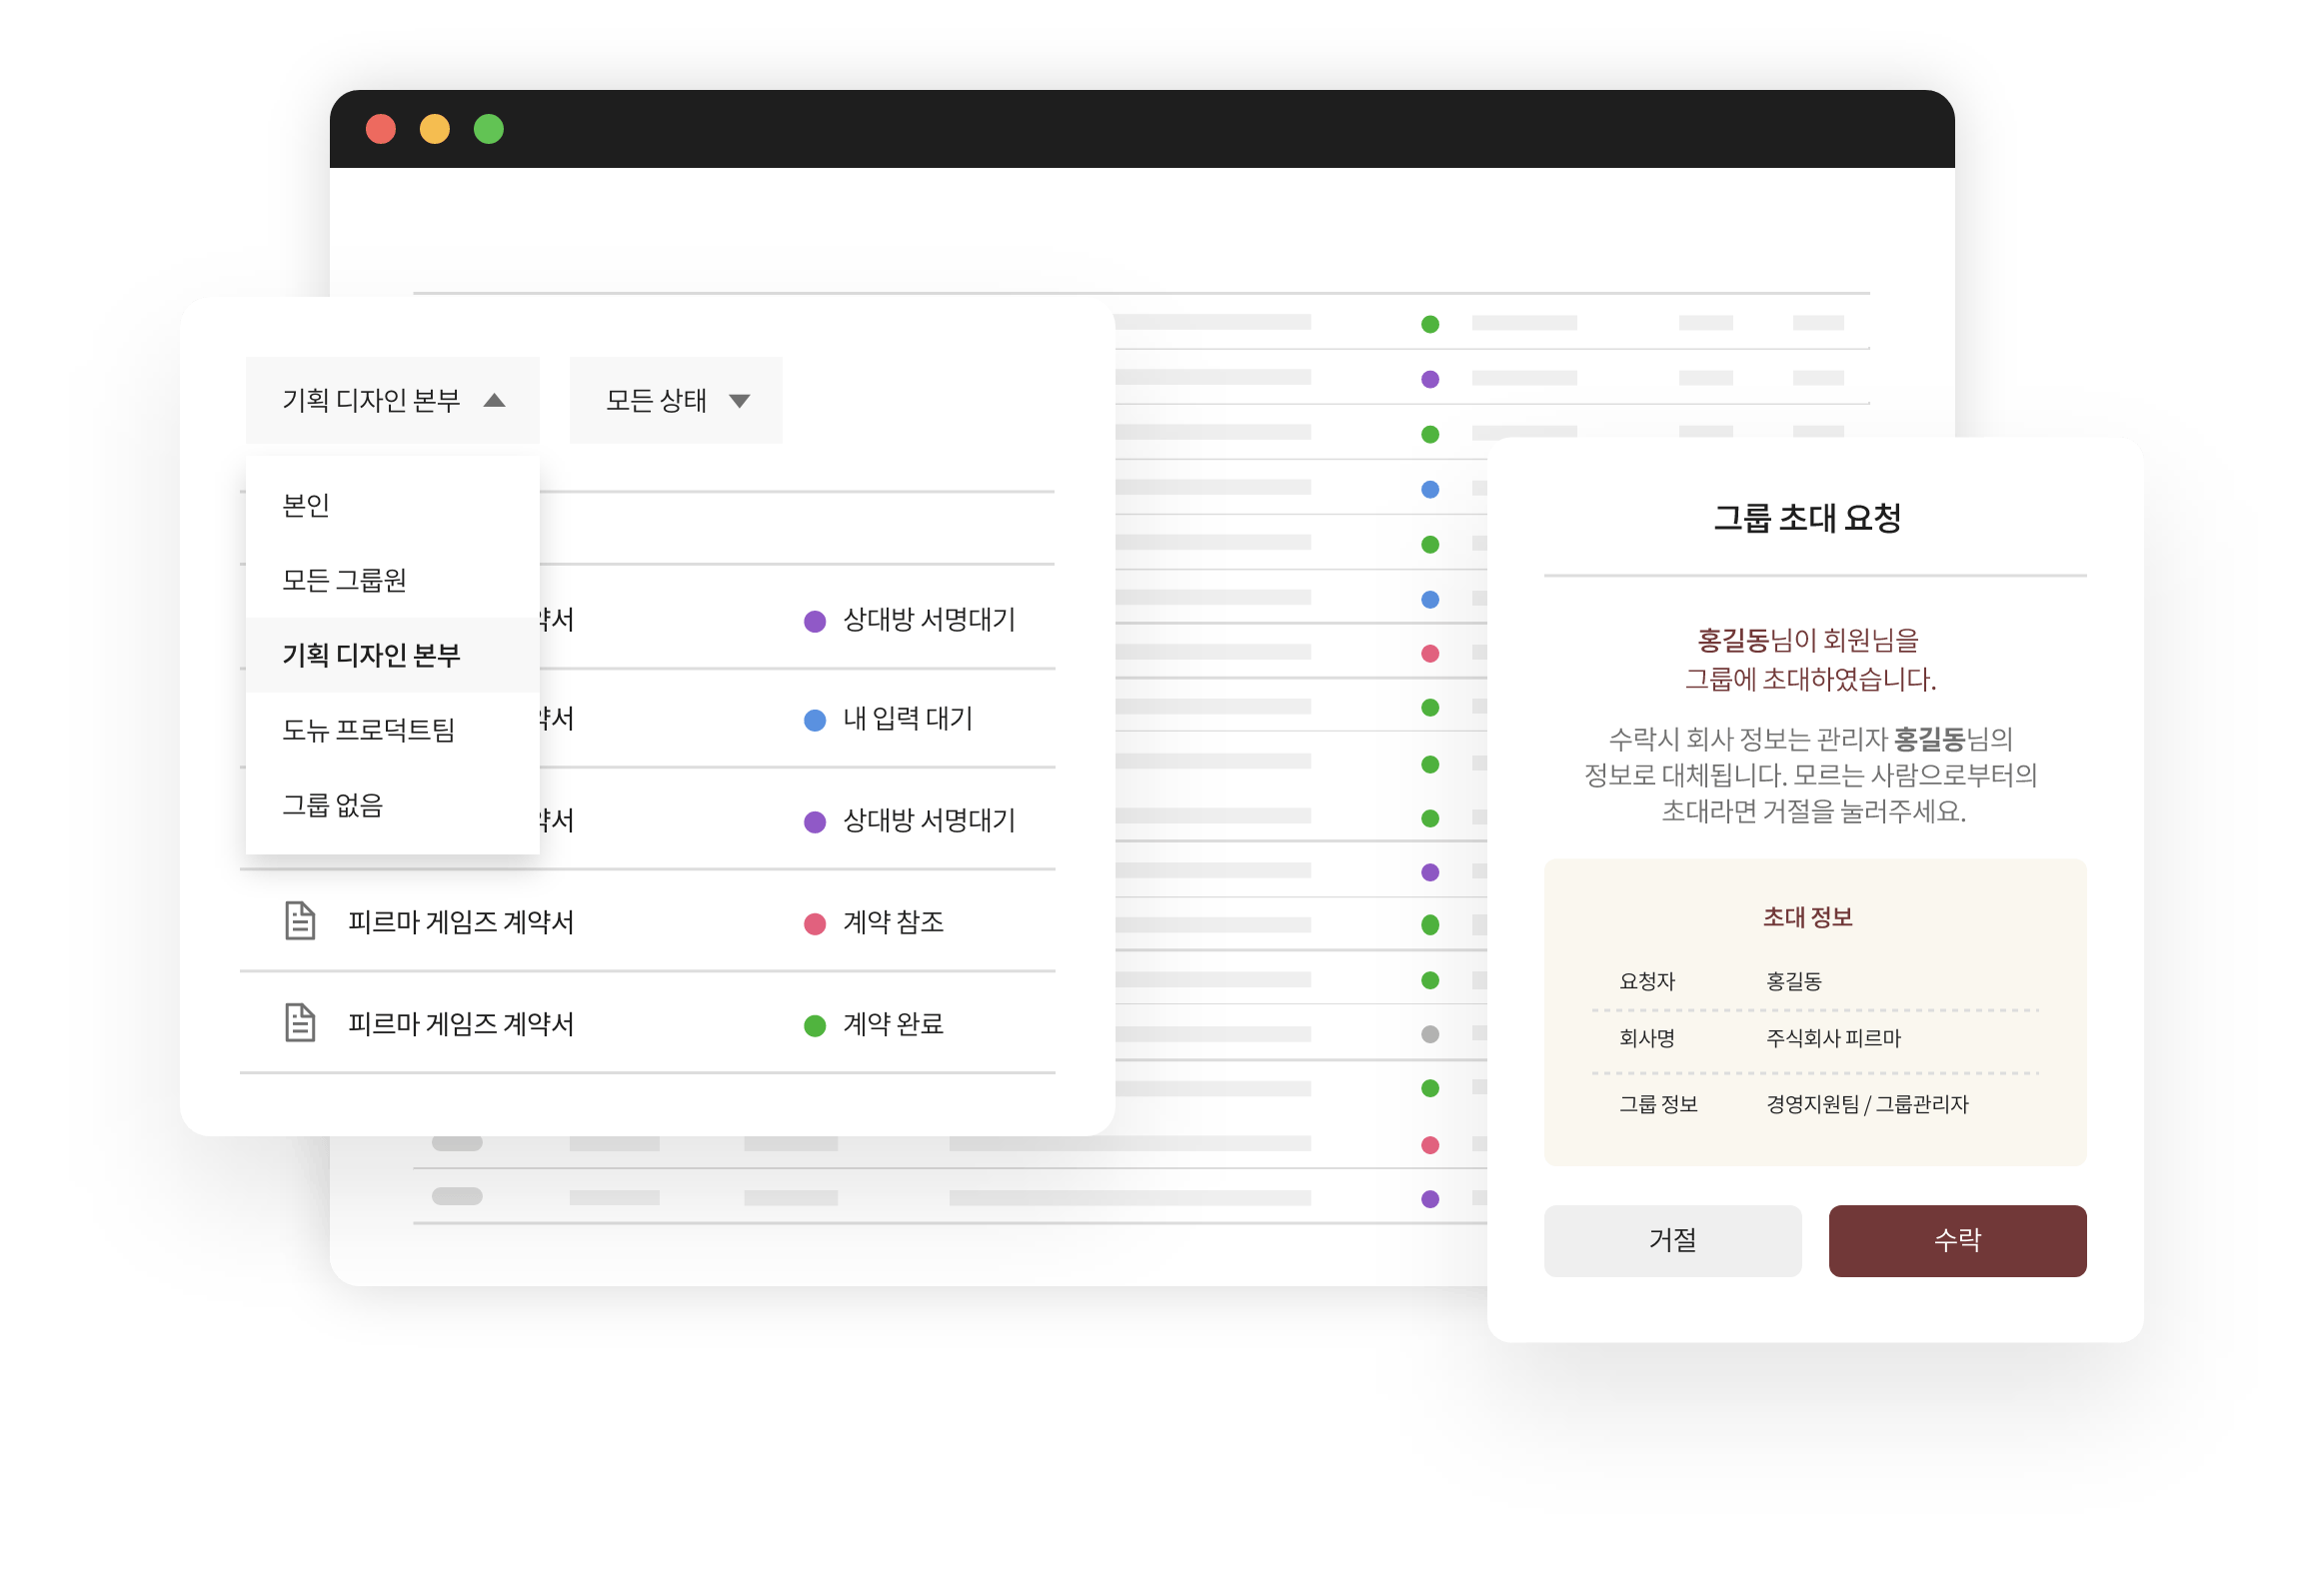 기획 디자인 본부
모든 상태
본인
모든 그룹원
기획 디자인 본부
도뉴 프로덕트팀
그룹 없음
약서
상대방 서명대기
약서
내 입력 대기
약서
상대방 서명대기
피르마 게임즈 계약서
계약 참조
피르마 게임즈 계약서
계약 완료
그룹 초대 요청
홍길동님이 회원님을
그룹에 초대하였습니다.
수락시 회사 정보는 관리자 홍길동님의
정보로 대체됩니다. 모르는 사람으로부터의
초대라면 거절을 눌러주세요.
초대 정보
요청자 홍길동
회사명 주식회사 피르마
그룹 정보 경영지원팀 / 그룹관리자
거절
수락